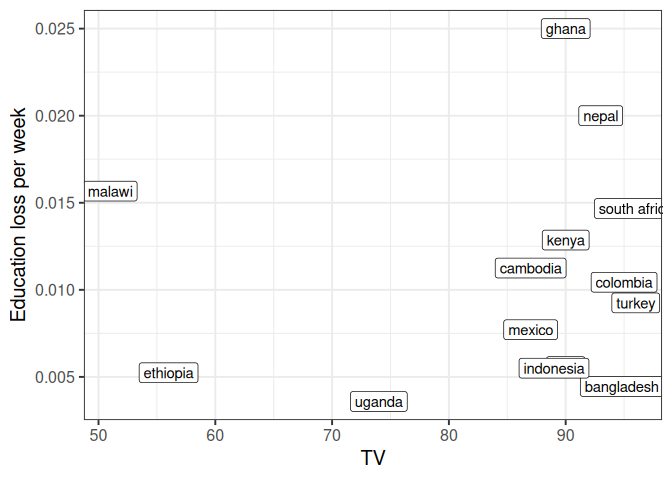 0.025
0.020
0.015
0.010
0.005
Education loss per week
ghana
nepal
malawi
south afric
kenya
cambodia
colombia
turkey
mexico
indonesia
ethiopia
bangladesh
uganda
50 60 70 80 90
TV